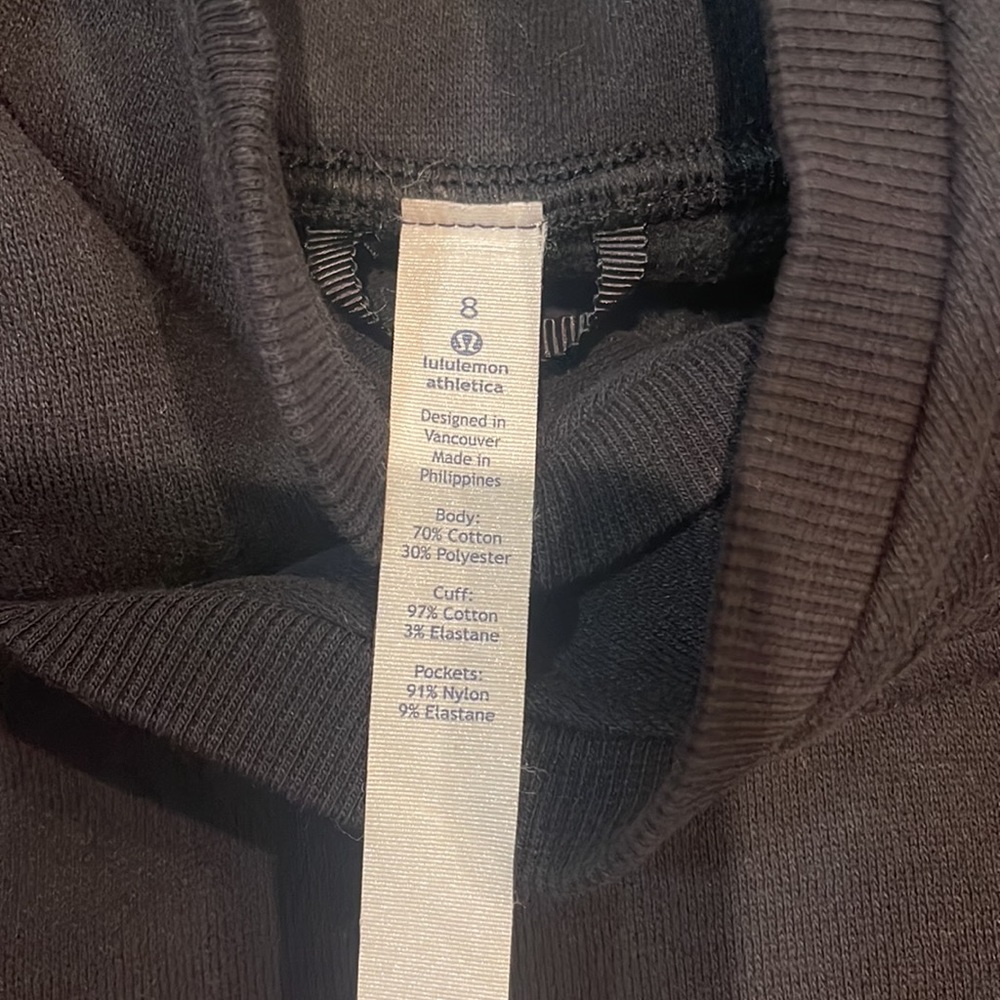 8
lululemon
athletica
Designed in
Vancouver
Made in
Philippines
Body:
70% Cotton
30% Polyester
Cuff:
97% Cotton
3% Elastane
Pockets:
91% Nylon
9% Elastane